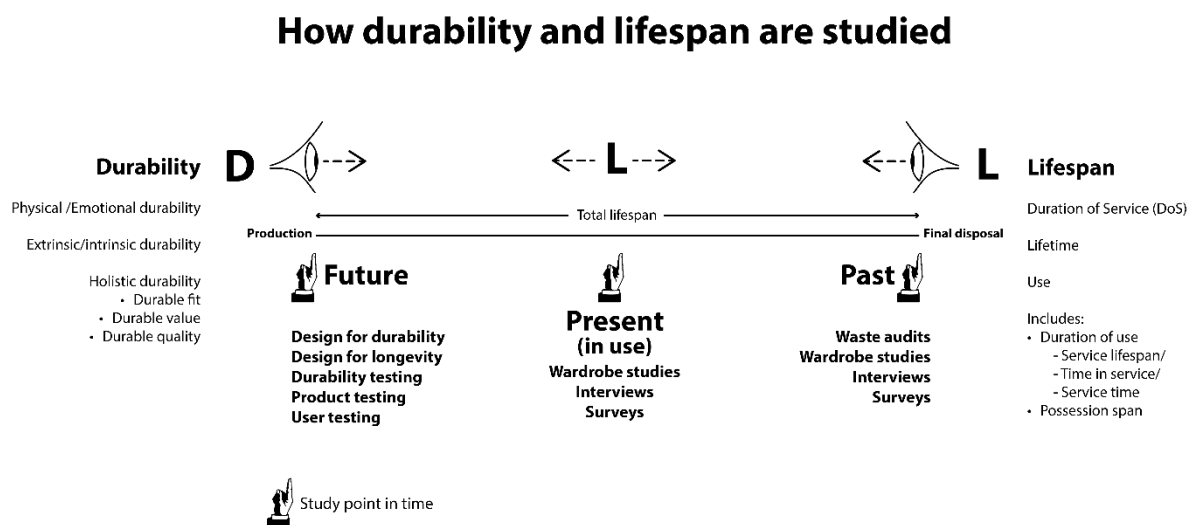 How durability and lifespan are studied
Durability
D
L
L
Lifespan
Physical /Emotional durability
Extrinsic/intrinsic durability
Holistic durability
• Durable fit
• Durable value
• Durable quality
Total lifespan
Production
Final disposal
Future
Design for durability
Design for longevity
Durability testing
Product testing
User testing
Present
(in use)
Wardrobe studies
Interviews
Surveys
Past
Waste audits
Wardrobe studies
Interviews
Surveys
Duration of Service (DoS)
Lifetime
Use
Includes:
• Duration of use
- Service lifespan/
- Time in service/
- Service time
• Possession span
Study point in time